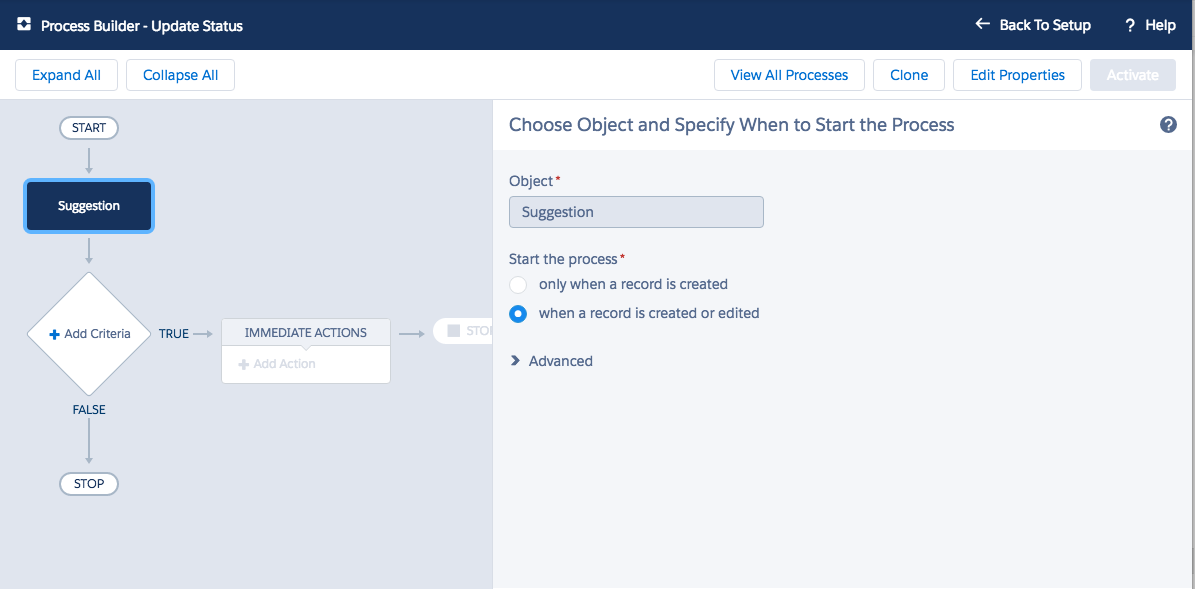 Process Builder - Update Status
Back To Setup
? Help
Expand All
Collapse All
View All Processes
Clone
Edit Properties
Activate
START
Suggestion
Add Criteria
TRUE
IMMEDIATE ACTIONS
Add Action
FALSE
STOP
Choose Object and Specify When to Start the Process
?
Object*
Suggestion
Start the process*
only when a record is created
when a record is created or edited
Advanced